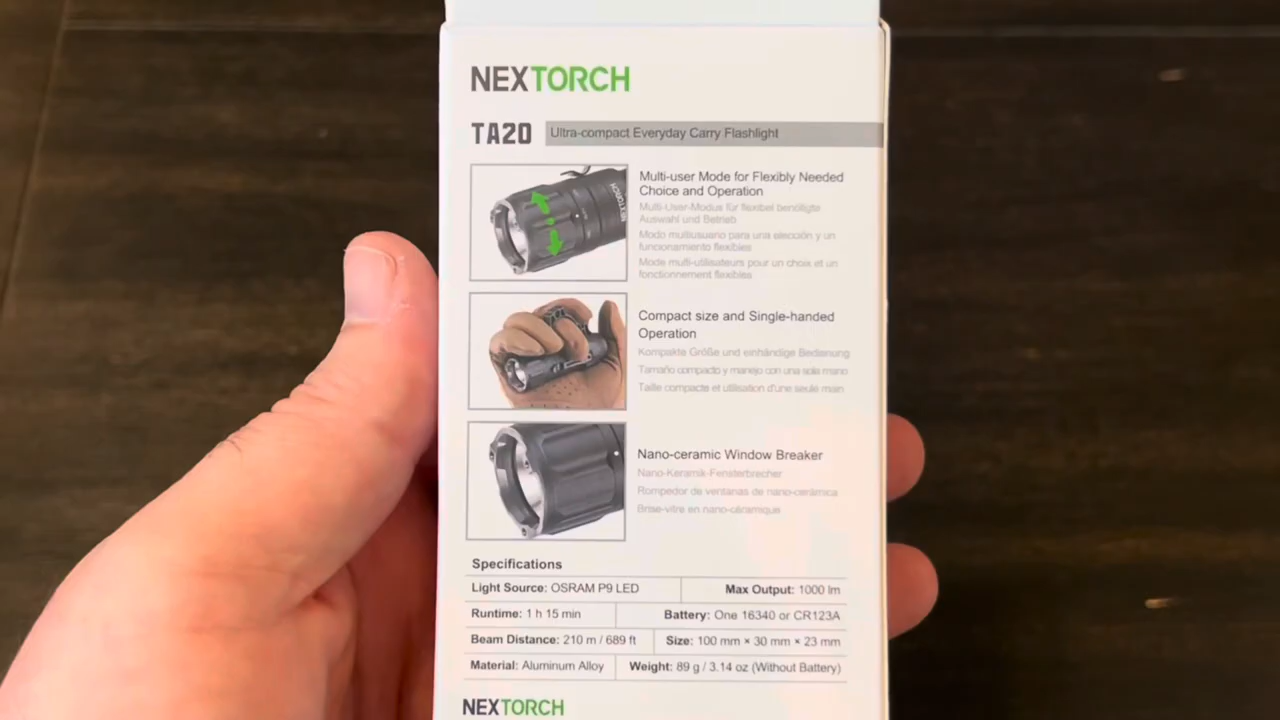 NEXTORCH
TA20 Ultra-compact Everyday Carry Flashlight
Multi-user Mode for Flexibly Needed
Choice and Operation
Multi-User-Modus für flexibel benötigte
Auswahl und Betrieb
Modo multiusuario para una elección y un
funcionamiento flexibles
Mode multi-utilisateurs pour un choix et un
fonctionnement flexibles
NEXTORCH
Compact size and Single-handed
Operation
Kompakte Größe und einhändige Bedienung
Tamaño compacto y manejo con una sola mano
Taille compacte et utilisation d'une seule main
Nano-ceramic Window Breaker
Nano-Keramik-Fensterbrecher
Rompedor de ventanas de nano-cerámica
Brise-vitre en nano-céramique
Specifications
Light Source: OSRAM P9 LED Max Output: 1000 lm
Runtime: 1 h 15 min Battery: One 16340 or CR123A
Beam Distance: 210 m / 689 ft Size: 100 mm × 30 mm × 23 mm
Material: Aluminum Alloy Weight: 89 g / 3.14 oz (Without Battery)
NEXTORCH